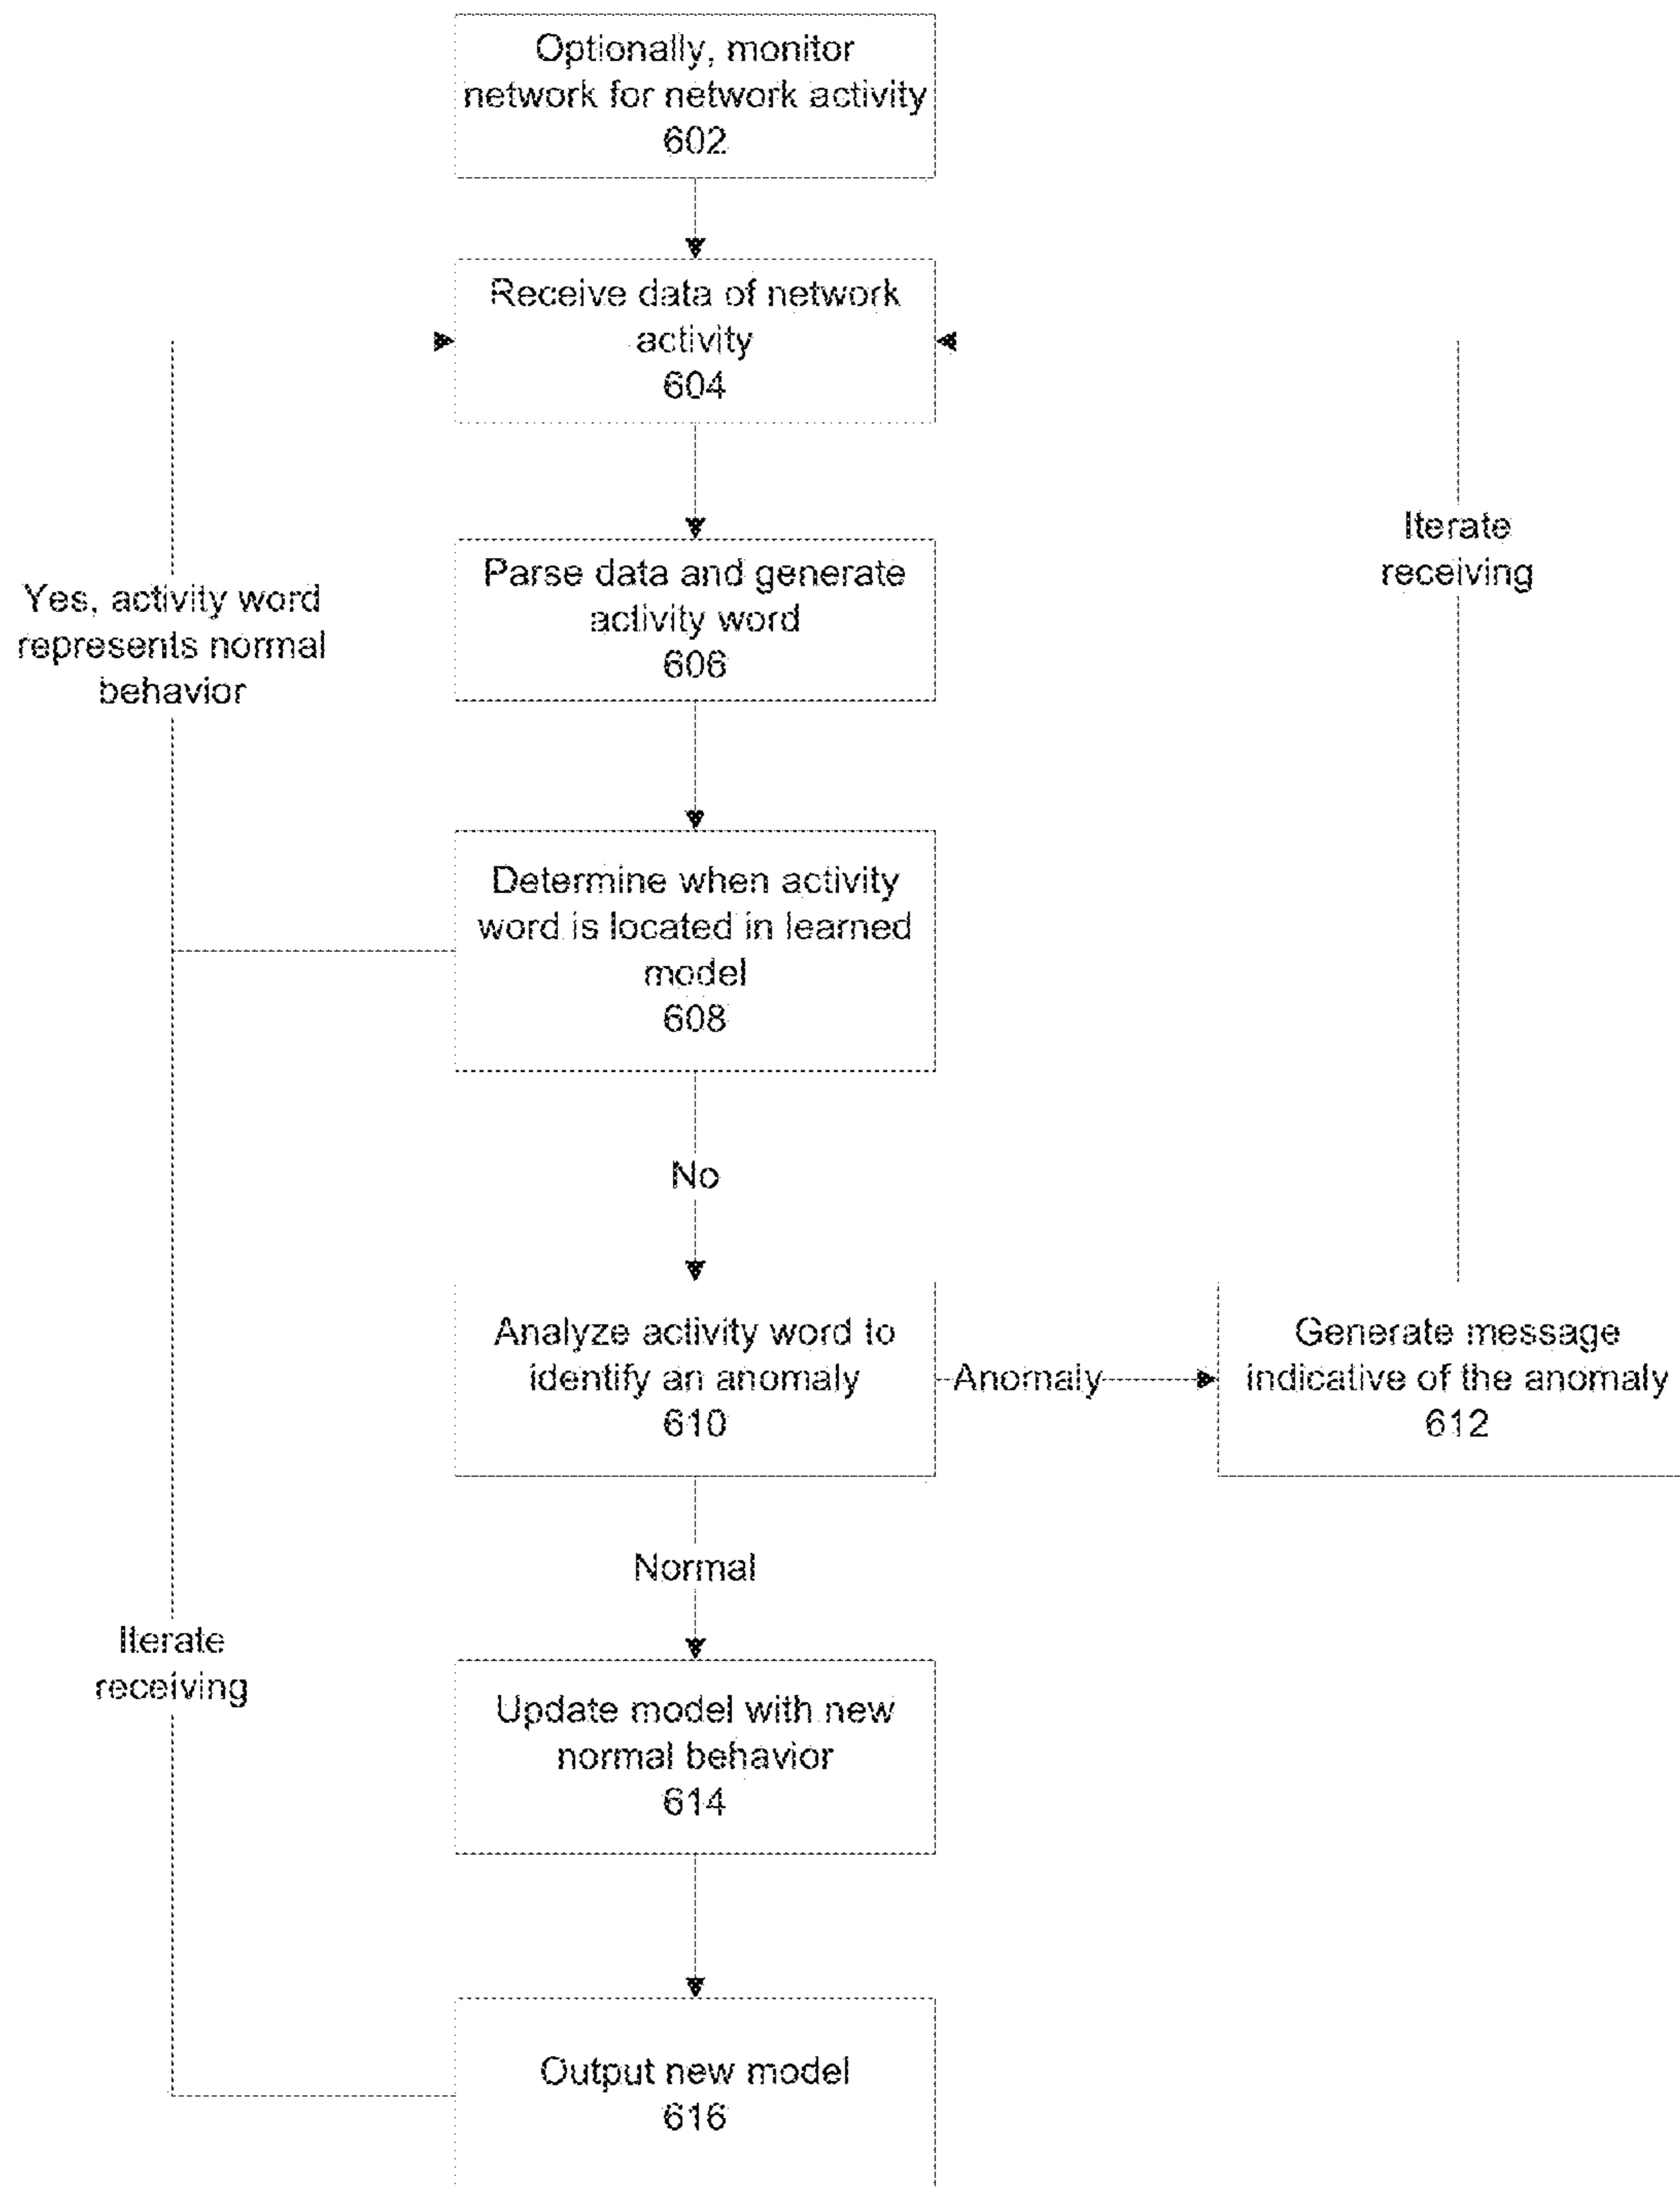 Optionally, monitor
network for network activity
602
Receive data of network
activity
604
Iterate
receiving
Parse data and generate
activity word
606
Yes, activity word
represents normal
behavior
Determine when activity
word is located in learned
model
608
No
Analyze activity word to
identify an anomaly
610
Anomaly
Generate message
indicative of the anomaly
612
Normal
Iterate
receiving
Update model with new
normal behavior
614
Output new model
616